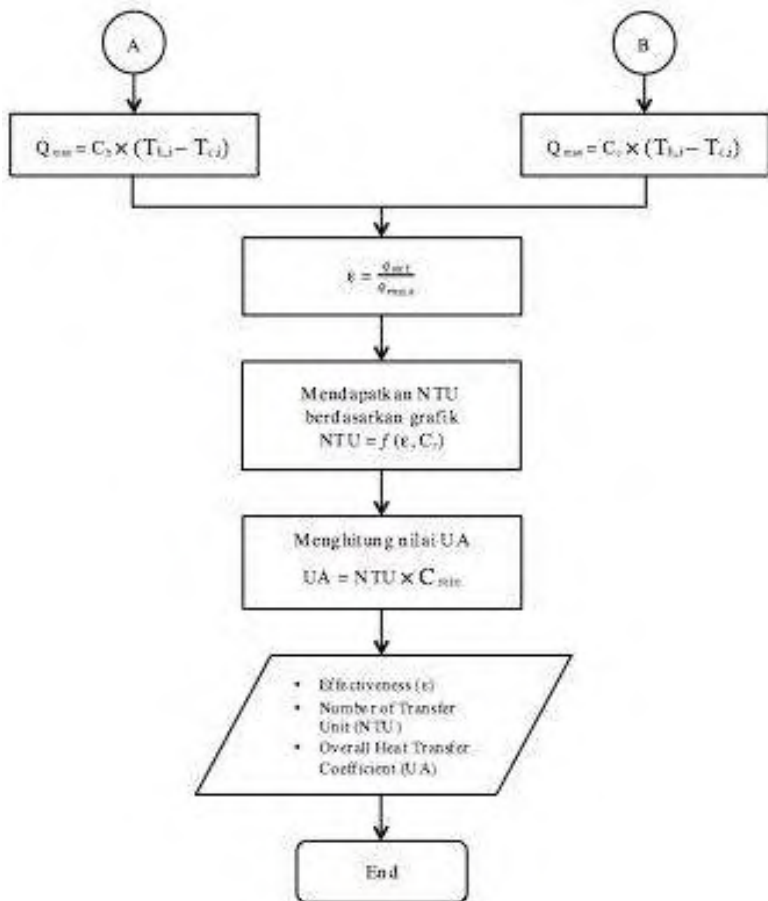 A
B
Q max = C h × (T h,i − T c,i)
Q max = C c × (T h,i − T c,i)
ε = q act / q max
Mendapatkan NTU
berdasarkan grafik
NTU = f (ε, C r)
Menghitung nilai UA
UA = NTU × C min
• Effectiveness (ε)
• Number of Transfer
Unit (NTU)
• Overall Heat Transfer
Coefficient (UA)
End